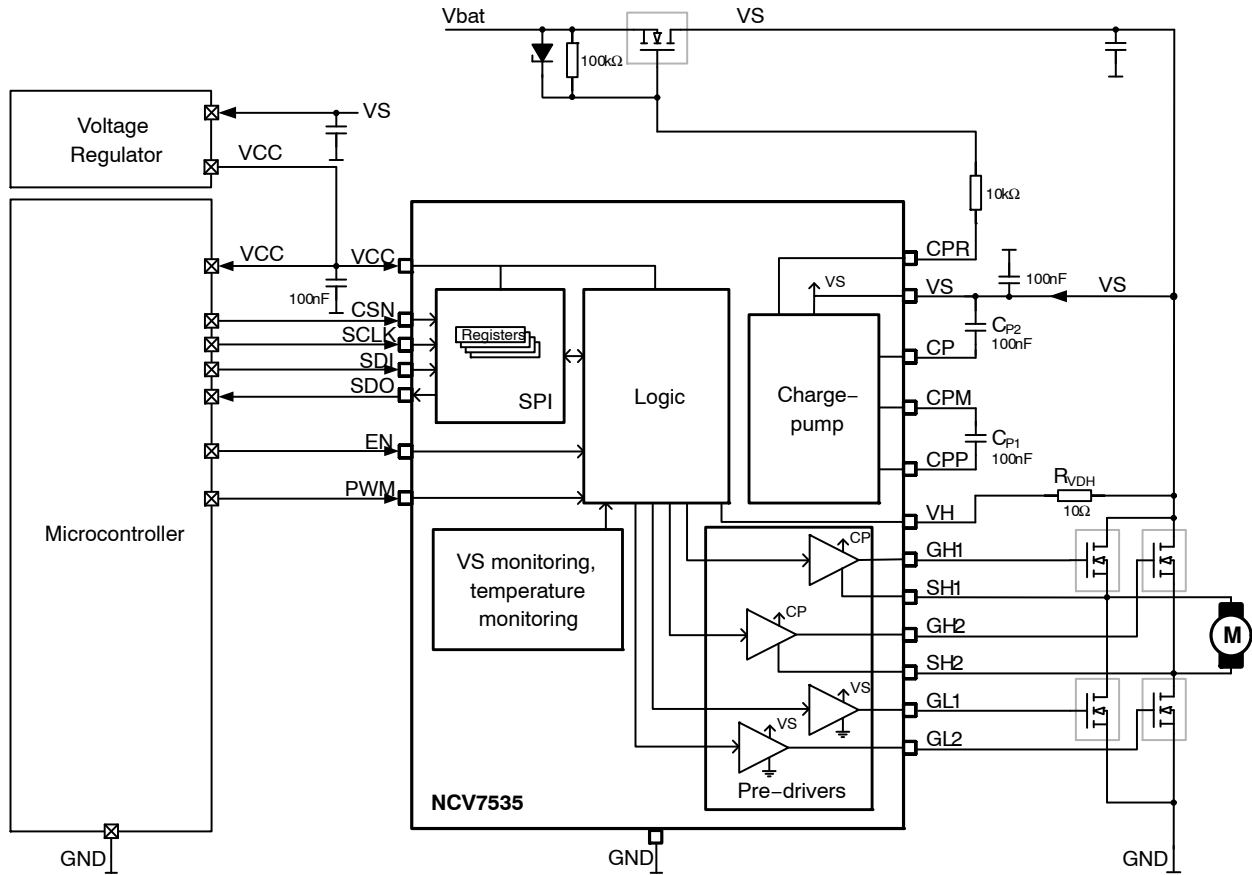 Vbat
VS
100kΩ
Voltage
Regulator
VS
VCC
10kΩ
CPR
VCC
VCC
VS
VS
100nF
VS
100nF
CSN
SCLK
SDI
SDO
Registers
SPI
Logic
Charge-
pump
CP2
100nF
CP
CPM
CP1
100nF
CPP
EN
PWM
RVDH
10Ω
VH
Microcontroller
VS monitoring,
temperature
monitoring
CP
GH1
SH1
CP
GH2
SH2
M
VS
GL1
VS
GL2
Pre-drivers
NCV7535
GND
GND
GND